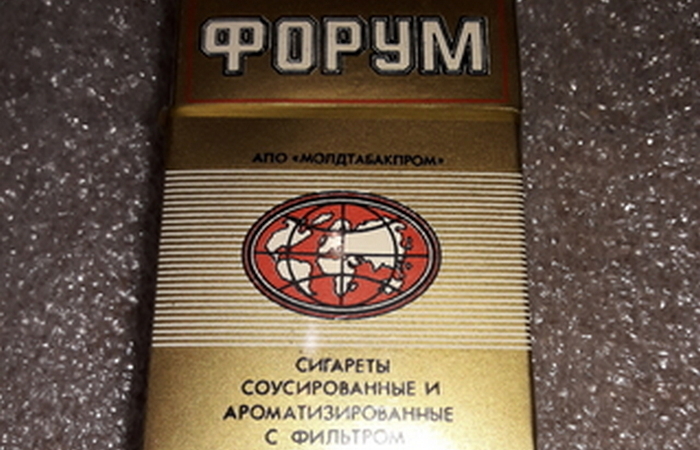 ФОРУМ
АПО «МОЛДТАБАКПРОМ»
СИГАРЕТЫ
СОУСИРОВАННЫЕ И
АРОМАТИЗИРОВАННЫЕ
С ФИЛЬТРОМ